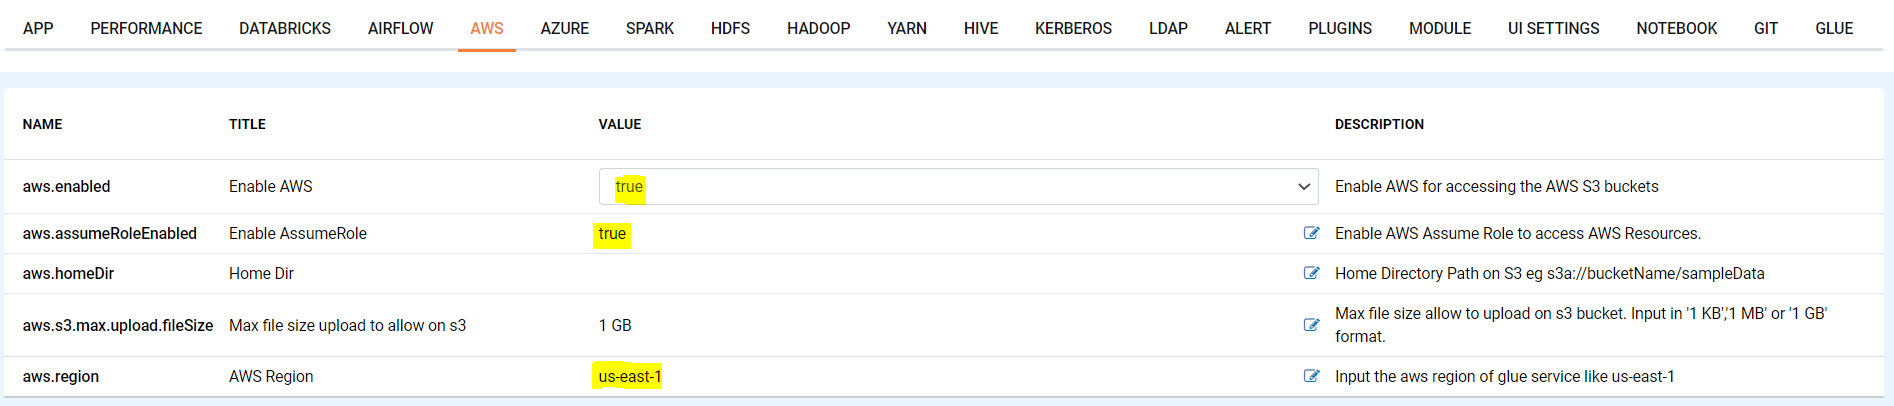 APP PERFORMANCE DATABRICKS AIRFLOW AWS AZURE SPARK HDFS HADOOP YARN HIVE KERBEROS LDAP ALERT PLUGINS MODULE UI SETTINGS NOTEBOOK GIT GLUE
NAME TITLE VALUE DESCRIPTION
aws.enabled Enable AWS true Enable AWS for accessing the AWS S3 buckets
aws.assumeRoleEnabled Enable AssumeRole true Enable AWS Assume Role to access AWS Resources.
aws.homeDir Home Dir Home Directory Path on S3 eg s3a://bucketName/sampleData
aws.s3.max.upload.fileSize Max file size upload to allow on s3 1 GB Max file size allow to upload on s3 bucket. Input in '1 KB','1 MB' or '1 GB'
format.
aws.region AWS Region us-east-1 Input the aws region of glue service like us-east-1